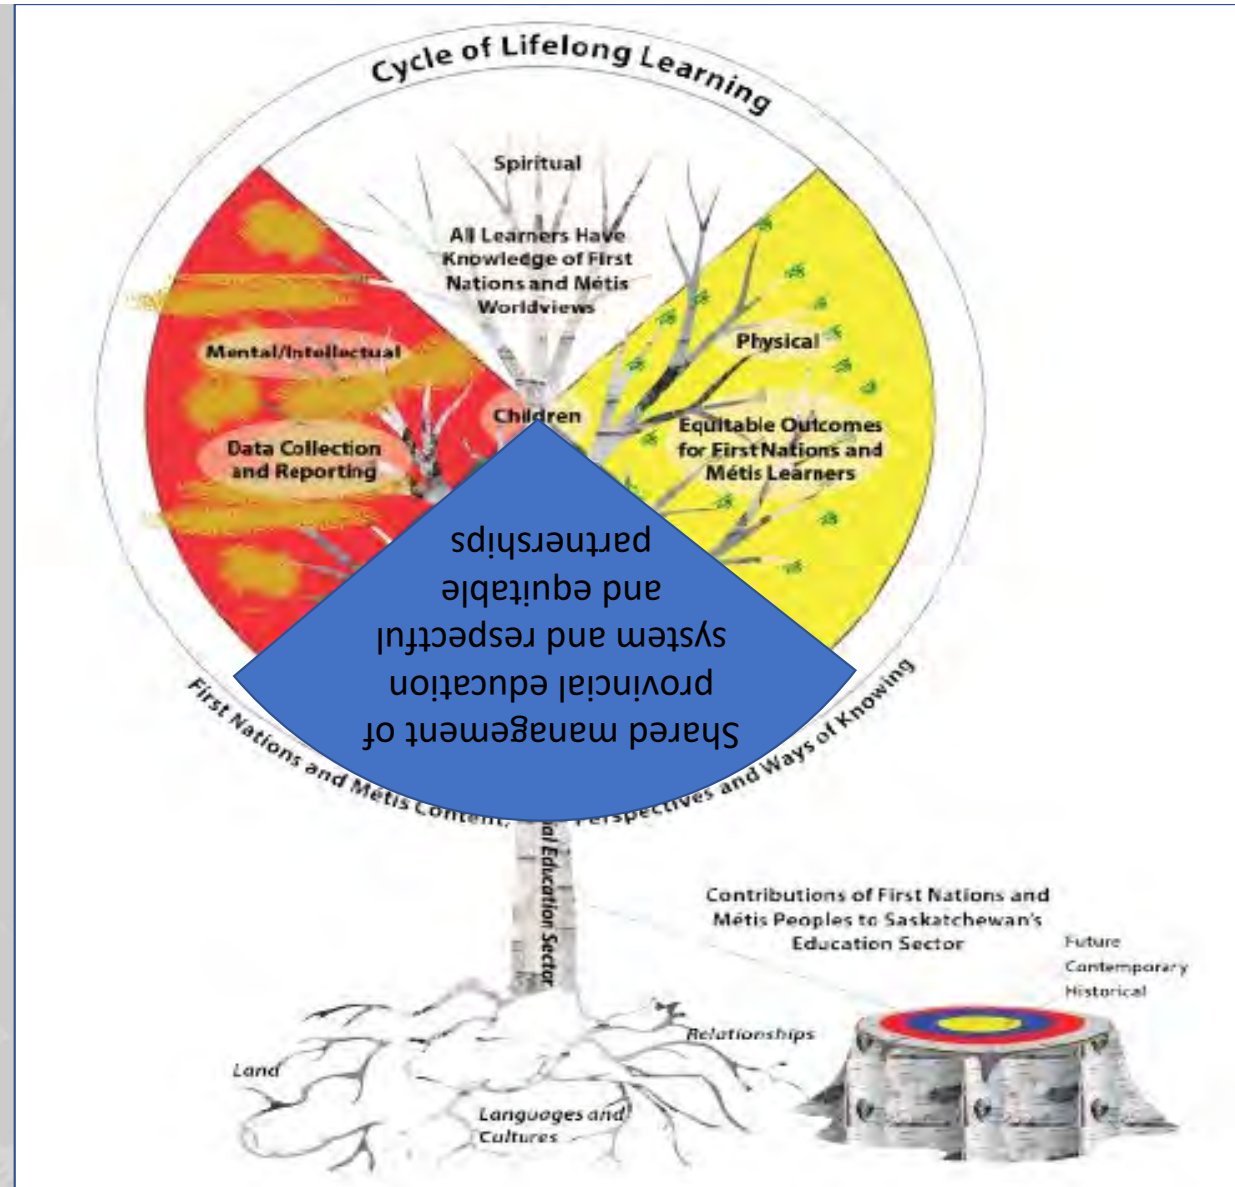 Cycle of Lifelong Learning
Spiritual
All Learners Have
Knowledge of First
Nations and Métis
Worldviews
Mental/Intellectual
Data Collection
and Reporting
Children
Physical
Equitable Outcomes
for First Nations and
Métis Learners
Shared management of
provincial education
system and respectful
and equitable
partnerships
First Nations and Métis Content, Perspectives and Ways of Knowing
Education Sector
Contributions of First Nations and
Métis Peoples to Saskatchewan's
Education Sector
Future
Contemporary
Historical
Relationships
Land
Languages and
Cultures